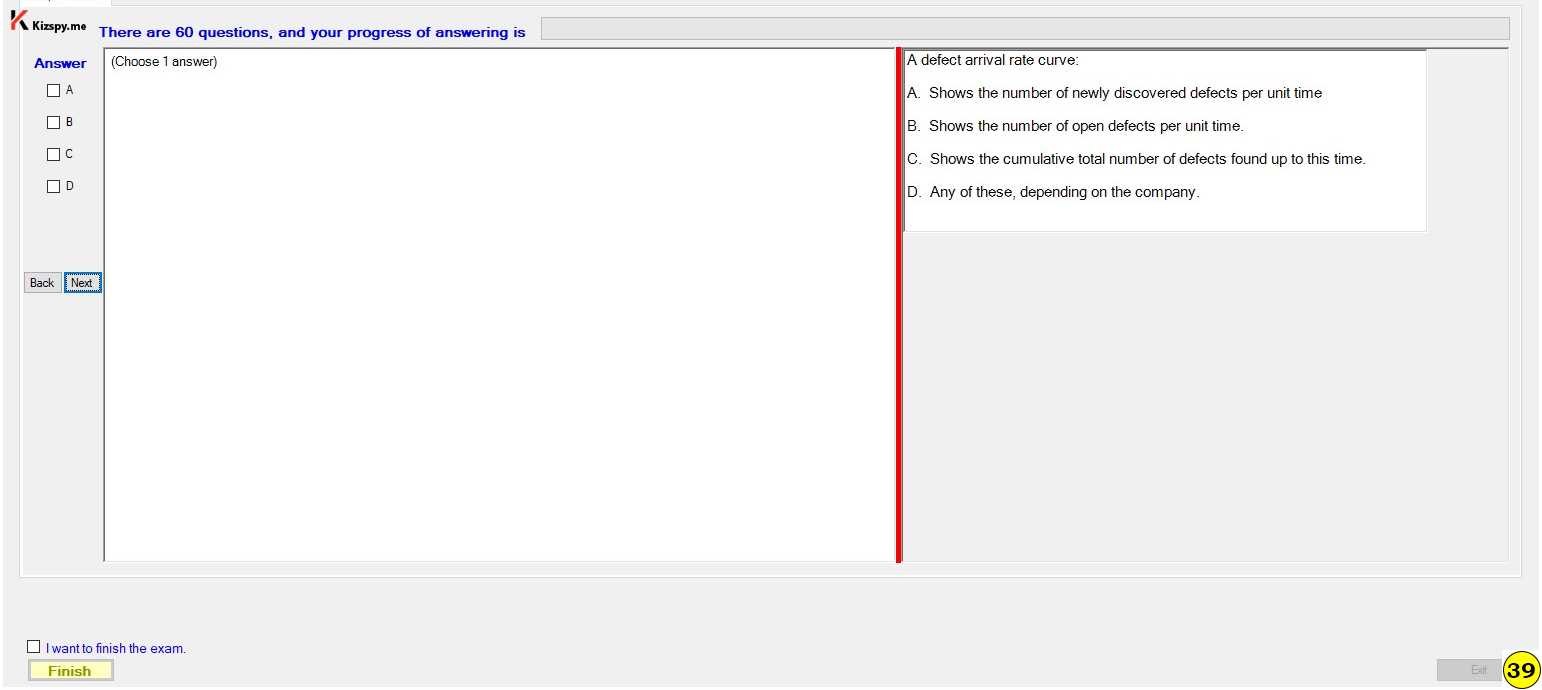 Kizspy.me
There are 60 questions, and your progress of answering is
Answer
(Choose 1 answer)
A
B
C
D
Back
Next
A defect arrival rate curve:
A. Shows the number of newly discovered defects per unit time
B. Shows the number of open defects per unit time.
C. Shows the cumulative total number of defects found up to this time.
D. Any of these, depending on the company.
I want to finish the exam.
Finish
Exit
39